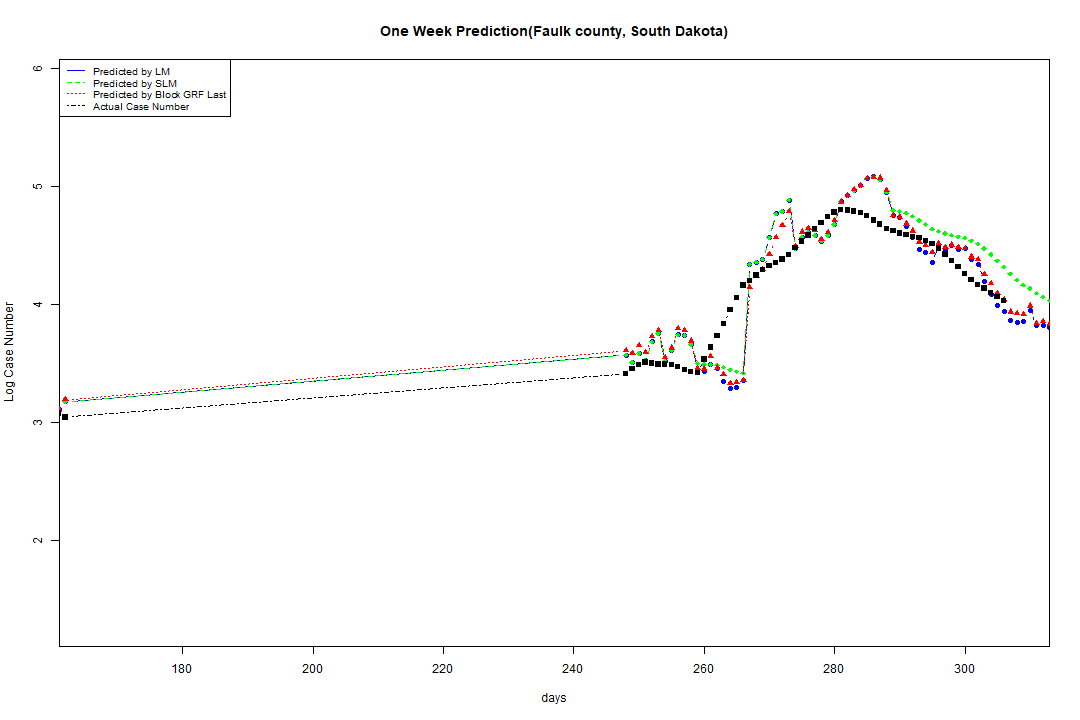 One Week Prediction(Faulk county, South Dakota)
Predicted by LM
Predicted by SLM
Predicted by Block GRF Last
Actual Case Number
6
5
4
3
2
Log Case Number
180 200 220 240 260 280 300
days